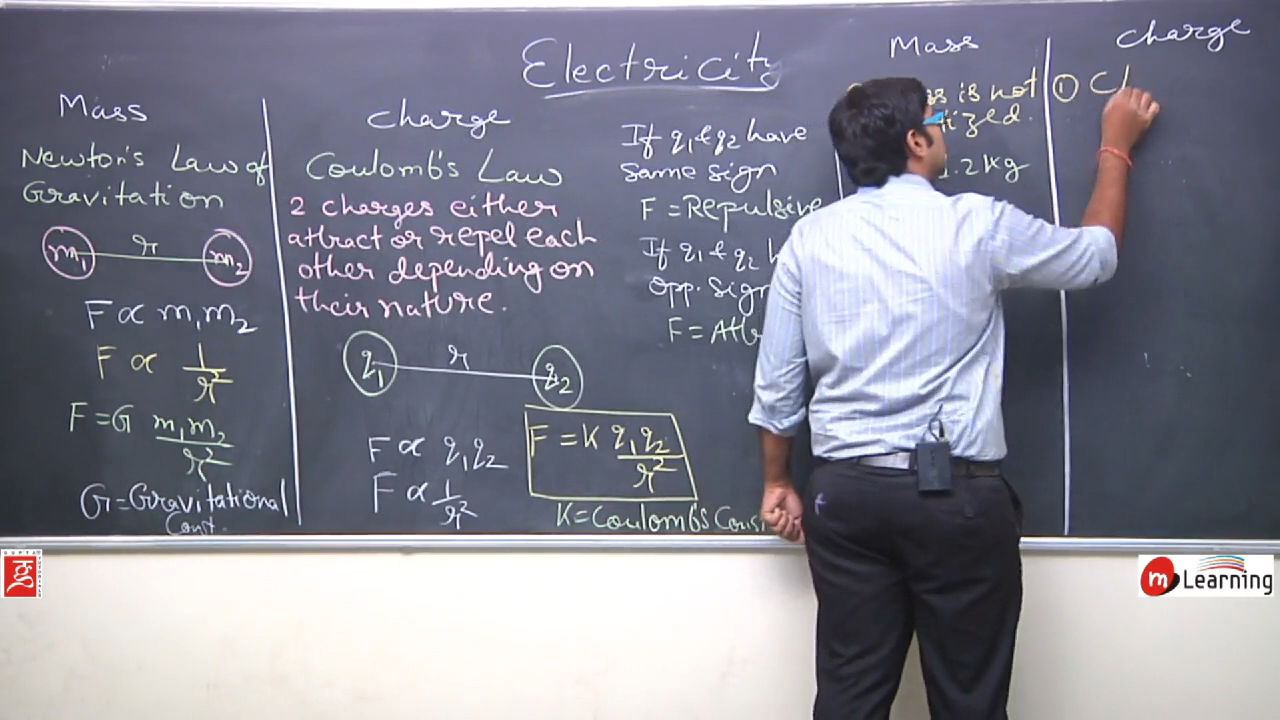 Electricity
Mass
Newton's Law of
Gravitation
m1 r m2
F ∝ m1m2
F ∝ 1/r²
F = G m1m2/r²
G = Gravitational
Const.
Charge
Coulomb's Law
2 charges either
attract or repel each
other depending on
their nature.
q1 r q2
F ∝ q1q2
F ∝ 1/r²
F = K q1q2/r²
K = Coulomb's
If q1 & q2 have
same sign
F = Repulsive
If q1 & q2
opp. sign
F =
Mass
is not
.2 kg
Charge
①
GUPTA TUTORIALS
m Learning